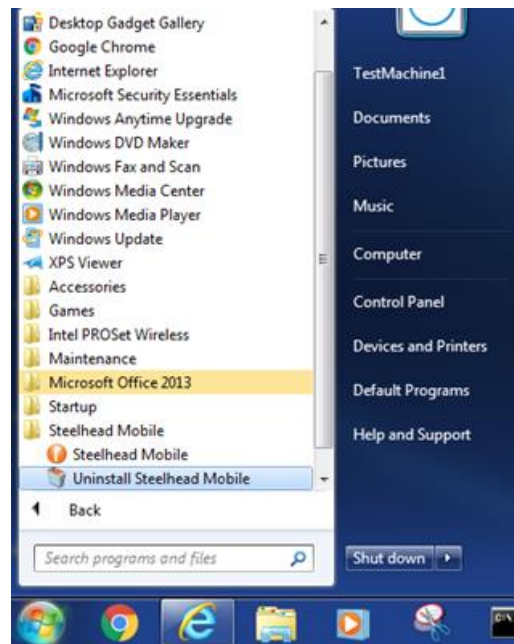 Desktop Gadget Gallery
Google Chrome
Internet Explorer
Microsoft Security Essentials
Windows Anytime Upgrade
Windows DVD Maker
Windows Fax and Scan
Windows Media Center
Windows Media Player
Windows Update
XPS Viewer
Accessories
Games
Intel PROSet Wireless
Maintenance
Microsoft Office 2013
Startup
Steelhead Mobile
Steelhead Mobile
Uninstall Steelhead Mobile
Back
Search programs and files
TestMachine1
Documents
Pictures
Music
Computer
Control Panel
Devices and Printers
Default Programs
Help and Support
Shut down